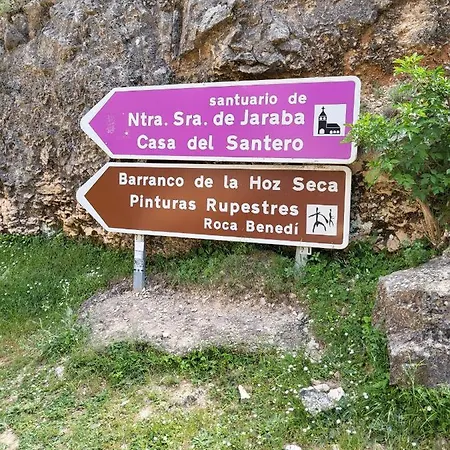 santuario de
Ntra. Sra. de Jaraba
Casa del Santero
Barranco de la Hoz Seca
Pinturas Rupestres
Roca Benedí